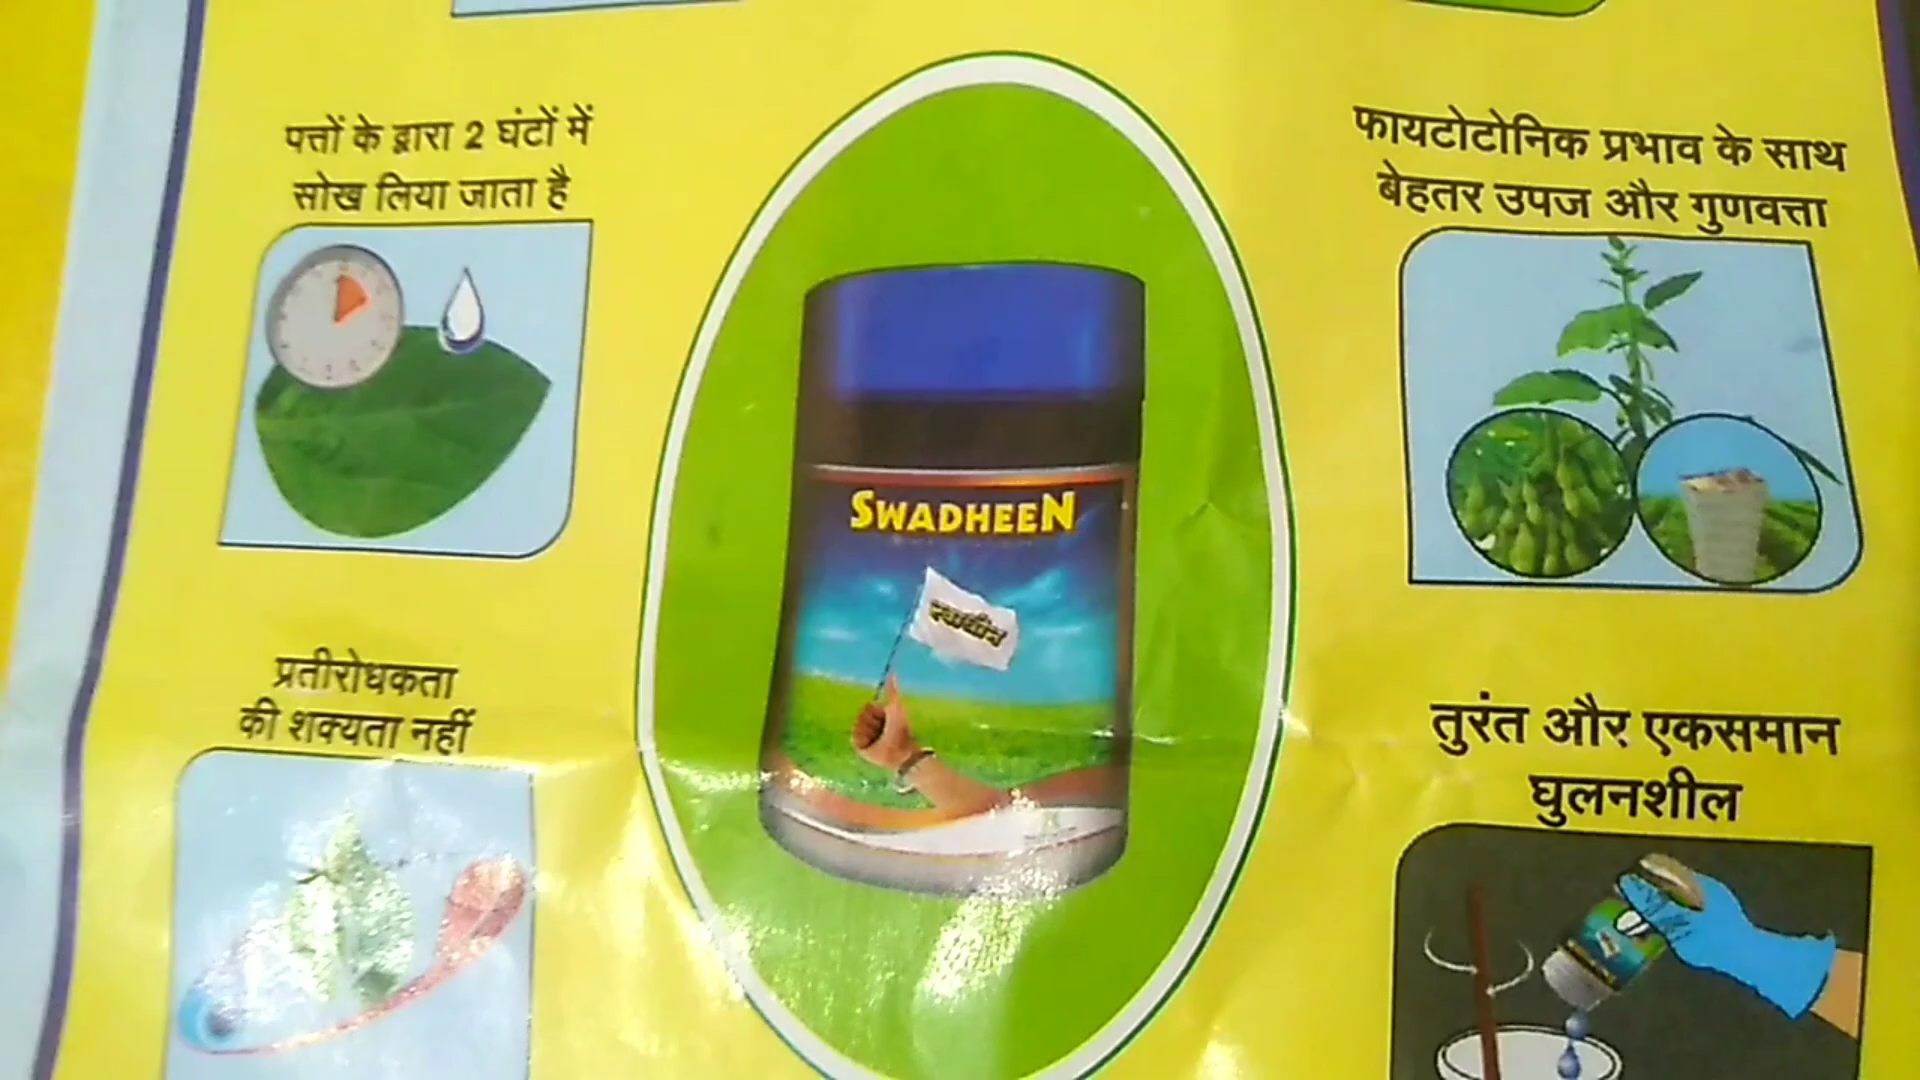 पत्तों के द्वारा 2 घंटों में
सोख लिया जाता है
फायटोटोनिक प्रभाव के साथ
बेहतर उपज और गुणवत्ता
SWADHEEN
स्वाधीन
प्रतीरोधकता
की शक्यता नहीं
तुरंत और एकसमान
घुलनशील